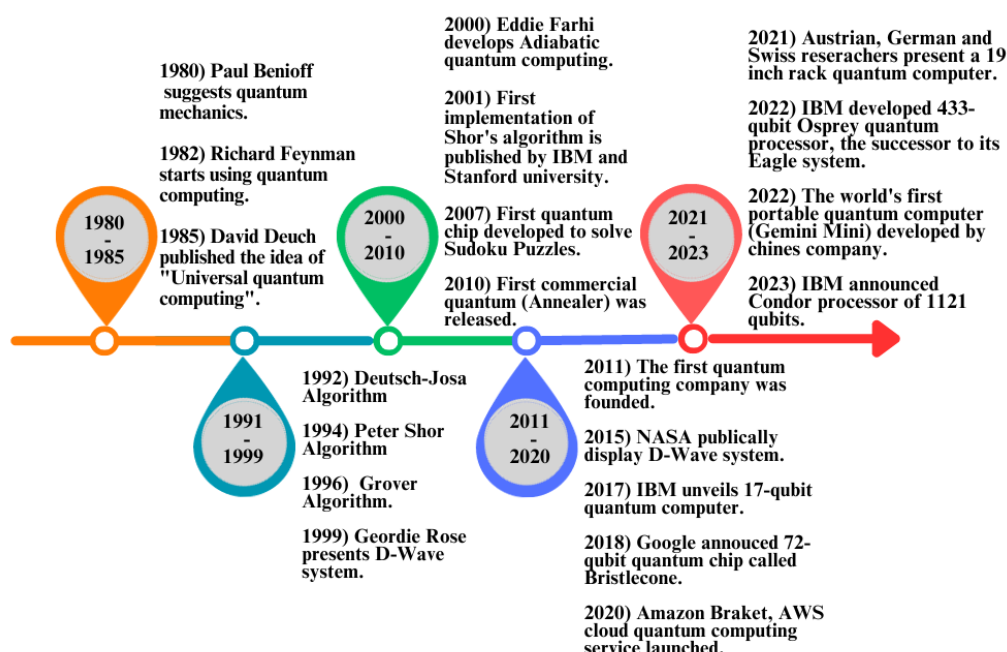 1980
-
1985
1980) Paul Benioff
suggests quantum
mechanics.
1982) Richard Feynman
starts using quantum
computing.
1985) David Deuch
published the idea of
"Universal quantum
computing".
1991
-
1999
1992) Deutsch-Josa
Algorithm
1994) Peter Shor
Algorithm
1996) Grover
Algorithm.
1999) Geordie Rose
presents D-Wave
system.
2000
-
2010
2000) Eddie Farhi
develops Adiabatic
quantum computing.
2001) First
implementation of
Shor's algorithm is
published by IBM and
Stanford university.
2007) First quantum
chip developed to solve
Sudoku Puzzles.
2010) First commercial
quantum (Annealer) was
released.
2011
-
2020
2011) The first quantum
computing company was
founded.
2015) NASA publically
display D-Wave system.
2017) IBM unveils 17-qubit
quantum computer.
2018) Google annouced 72-
qubit quantum chip called
Bristlecone.
2020) Amazon Braket, AWS
cloud quantum computing
service launched.
2021
-
2023
2021) Austrian, German and
Swiss reserachers present a 19
inch rack quantum computer.
2022) IBM developed 433-
qubit Osprey quantum
processor, the successor to its
Eagle system.
2022) The world's first
portable quantum computer
(Gemini Mini) developed by
chines company.
2023) IBM announced
Condor processor of 1121
qubits.